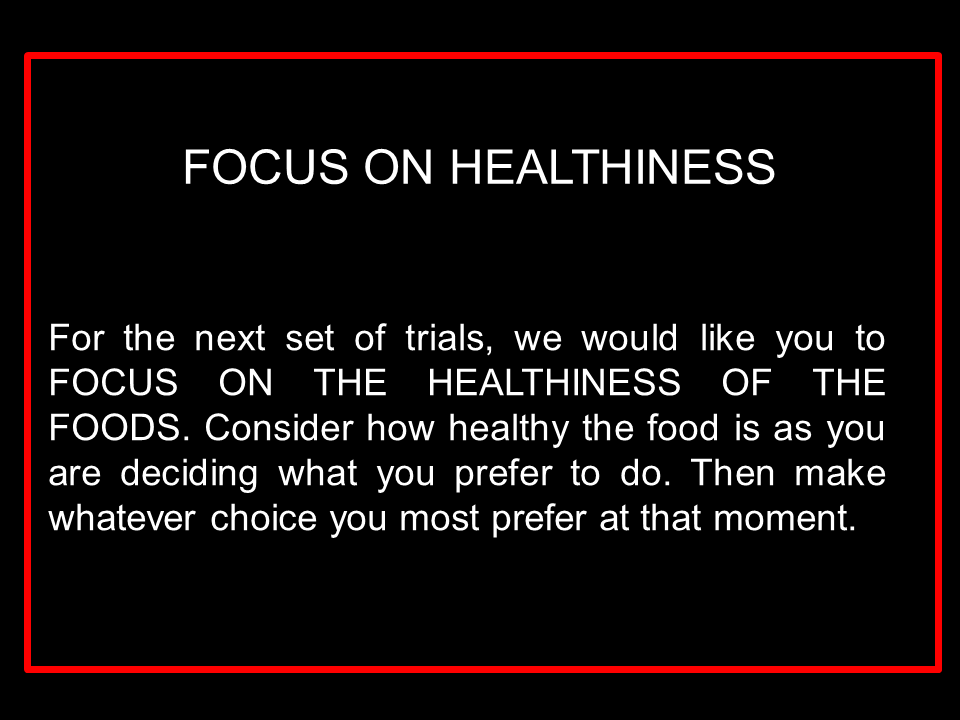 FOCUS ON HEALTHINESS
For the next set of trials, we would like you to
FOCUS ON THE HEALTHINESS OF THE
FOODS. Consider how healthy the food is as you
are deciding what you prefer to do. Then make
whatever choice you most prefer at that moment.